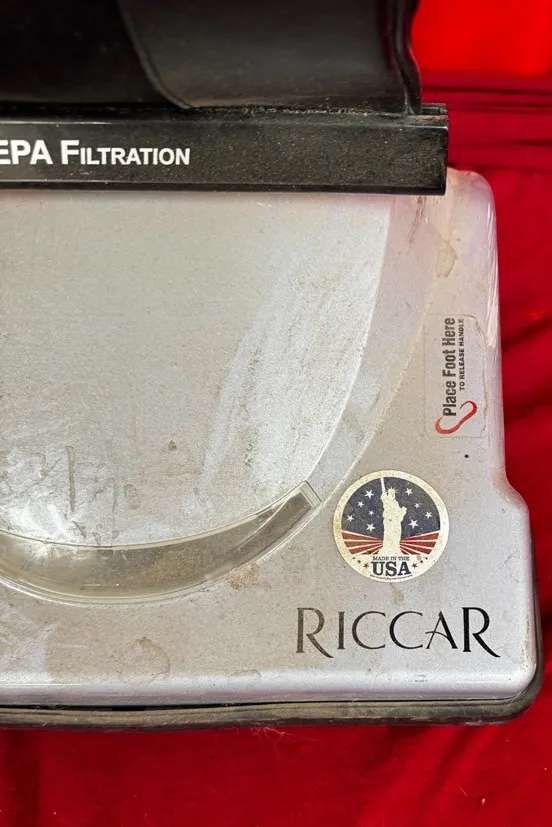 EPA FILTRATION
Place Foot Here
TO RELEASE HANDLE
MADE IN THE
USA
RICCAR